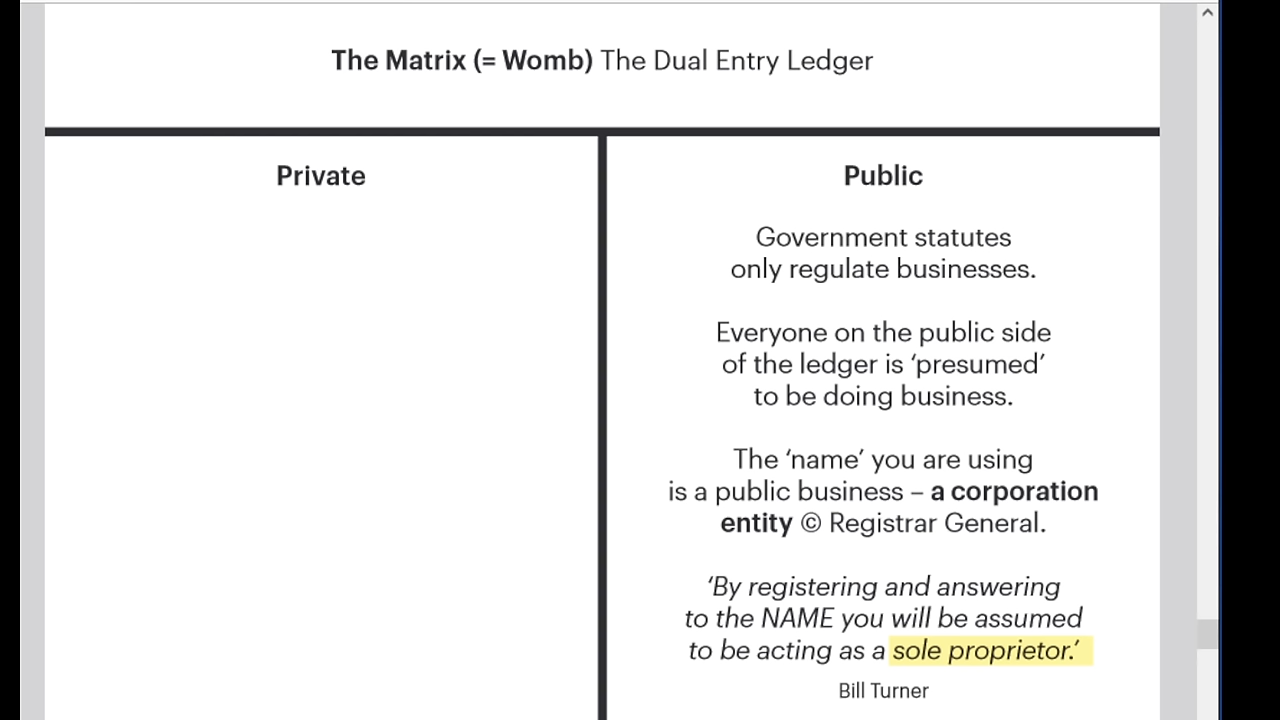 The Matrix (= Womb) The Dual Entry Ledger
Private
Public
Government statutes
only regulate businesses.
Everyone on the public side
of the ledger is ‘presumed’
to be doing business.
The ‘name’ you are using
is a public business – a corporation
entity © Registrar General.
‘By registering and answering
to the NAME you will be assumed
to be acting as a sole proprietor.’
Bill Turner